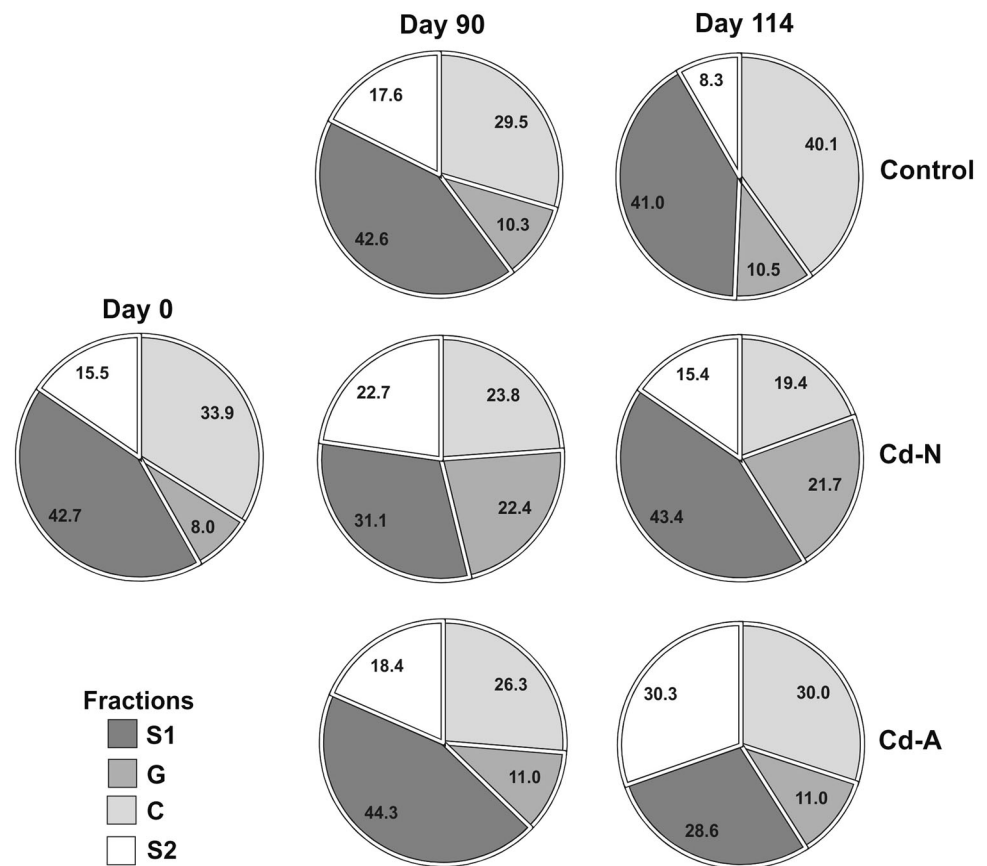 Day 90
Day 114
17.6
29.5
10.3
42.6
8.3
40.1
10.5
41.0
Control
Day 0
15.5
33.9
8.0
42.7
22.7
23.8
22.4
31.1
15.4
19.4
21.7
43.4
Cd-N
18.4
26.3
11.0
44.3
30.3
30.0
11.0
28.6
Cd-A
Fractions
S1
G
C
S2